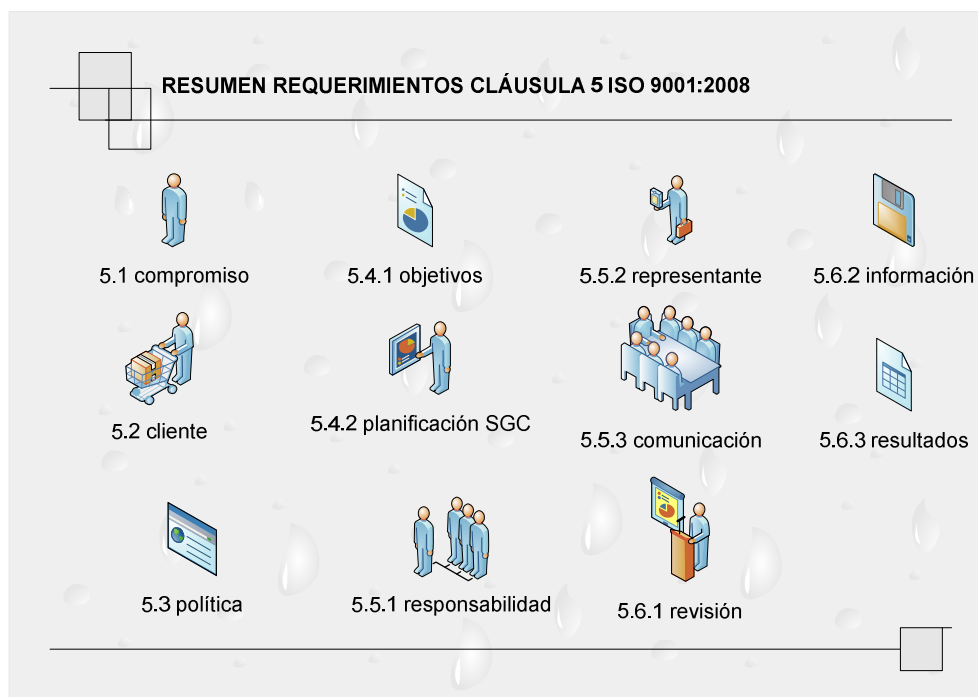 RESUMEN REQUERIMIENTOS CLÁUSULA 5 ISO 9001:2008
5.1 compromiso
5.4.1 objetivos
5.5.2 representante
5.6.2 información
5.2 cliente
5.4.2 planificación SGC
5.5.3 comunicación
5.6.3 resultados
5.3 política
5.5.1 responsabilidad
5.6.1 revisión